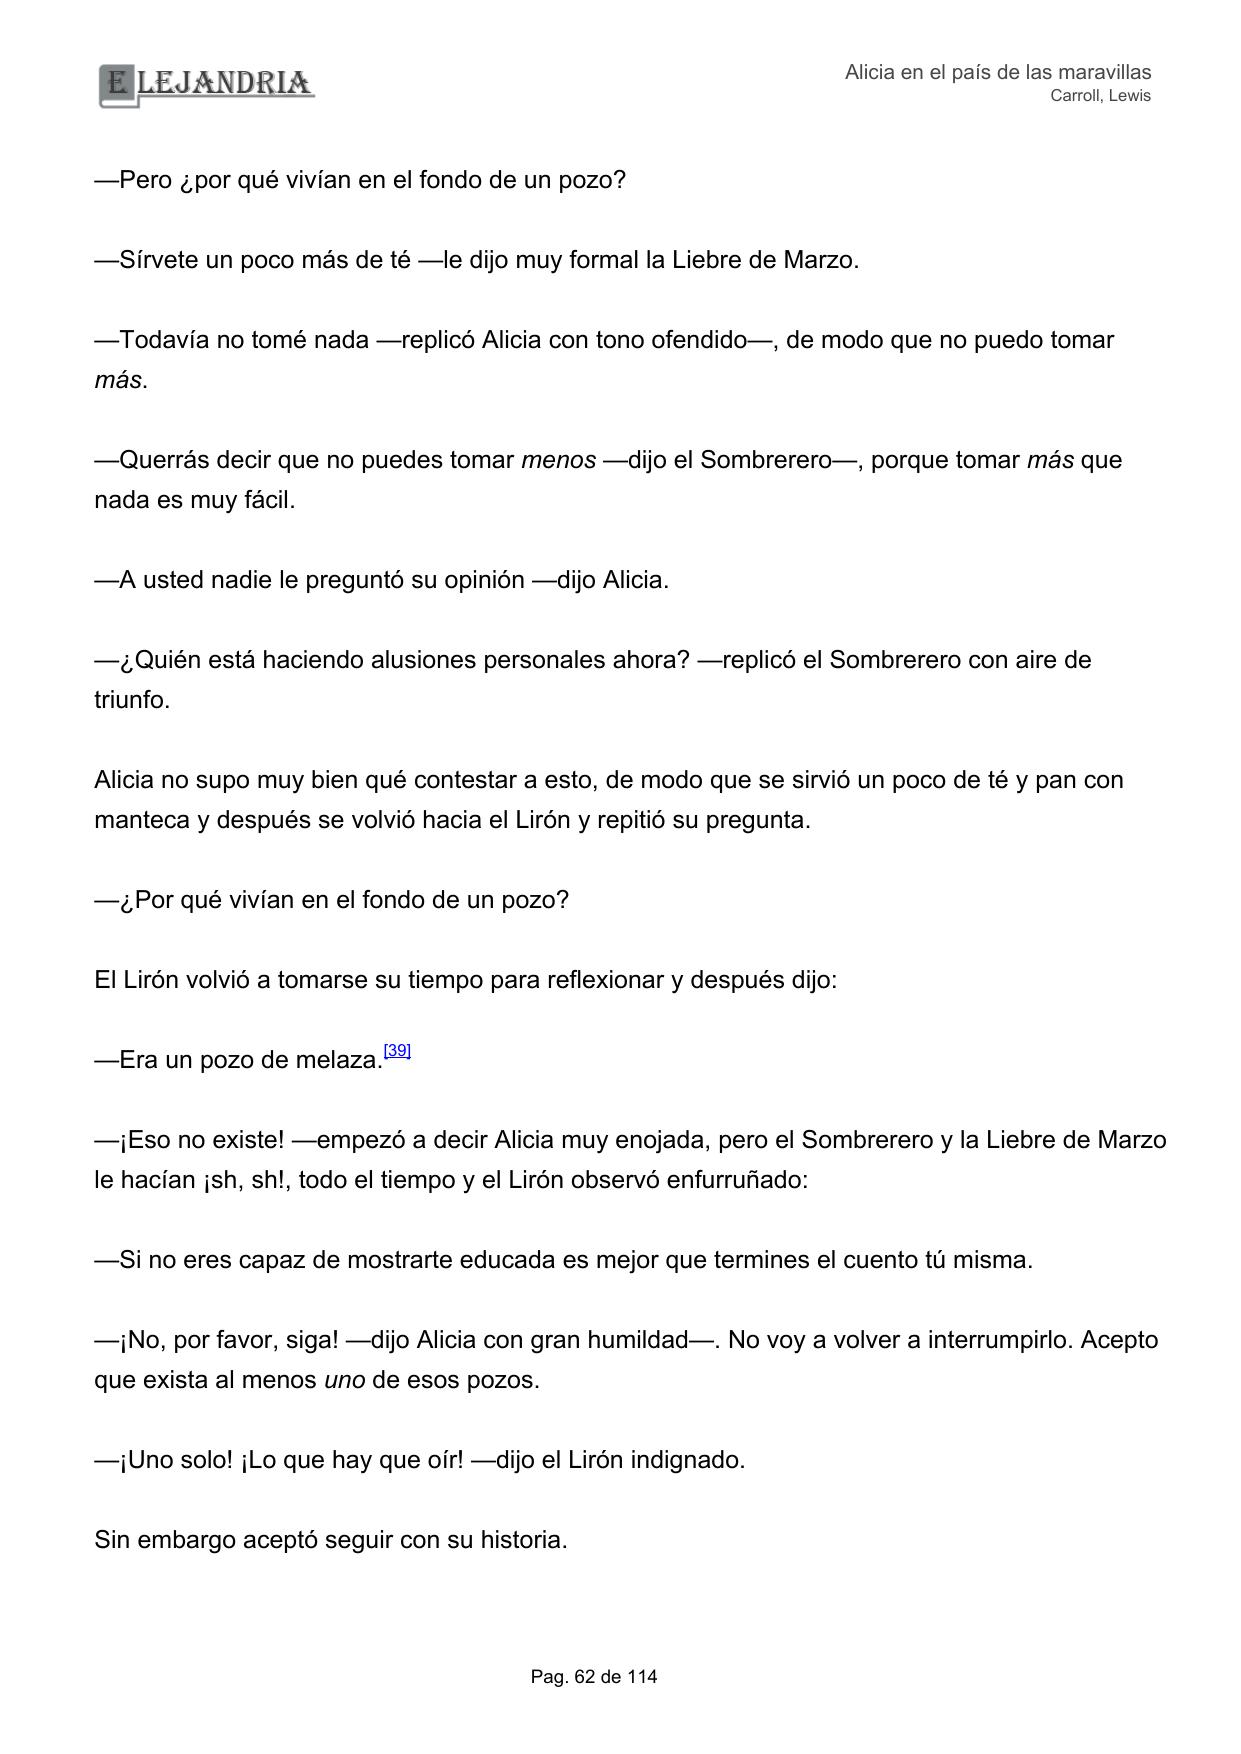 ELEJANDRIA
Alicia en el país de las maravillas
Carroll, Lewis
—Pero ¿por qué vivían en el fondo de un pozo?
—Sírvete un poco más de té —le dijo muy formal la Liebre de Marzo.
—Todavía no tomé nada —replicó Alicia con tono ofendido—, de modo que no puedo tomar
más.
—Querrás decir que no puedes tomar menos —dijo el Sombrerero—, porque tomar más que
nada es muy fácil.
—A usted nadie le preguntó su opinión —dijo Alicia.
—¿Quién está haciendo alusiones personales ahora? —replicó el Sombrerero con aire de
triunfo.
Alicia no supo muy bien qué contestar a esto, de modo que se sirvió un poco de té y pan con
manteca y después se volvió hacia el Lirón y repitió su pregunta.
—¿Por qué vivían en el fondo de un pozo?
El Lirón volvió a tomarse su tiempo para reflexionar y después dijo:
—Era un pozo de melaza.[39]
—¡Eso no existe! —empezó a decir Alicia muy enojada, pero el Sombrerero y la Liebre de Marzo
le hacían ¡sh, sh!, todo el tiempo y el Lirón observó enfurruñado:
—Si no eres capaz de mostrarte educada es mejor que termines el cuento tú misma.
—¡No, por favor, siga! —dijo Alicia con gran humildad—. No voy a volver a interrumpirlo. Acepto
que exista al menos uno de esos pozos.
—¡Uno solo! ¡Lo que hay que oír! —dijo el Lirón indignado.
Sin embargo aceptó seguir con su historia.
Pag. 62 de 114